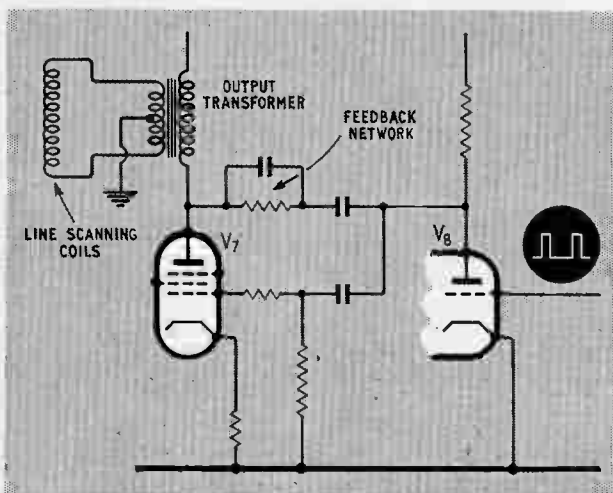 OUTPUT
TRANSFORMER
FEEDBACK
NETWORK
LINE SCANNING
COILS
V7
V8